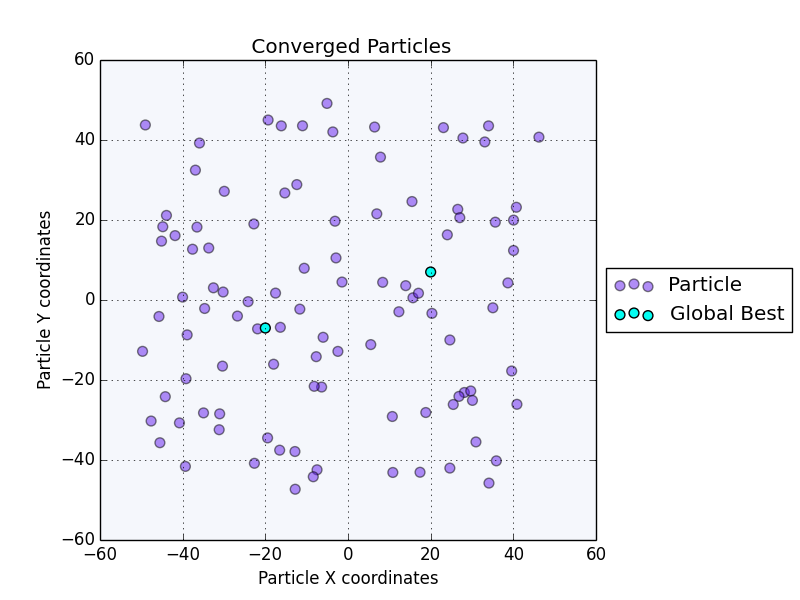 Converged Particles
60
40
20
0
−20
−40
−60
−60 −40 −20 0 20 40 60
Particle Y coordinates
Particle X coordinates
Particle
Global Best